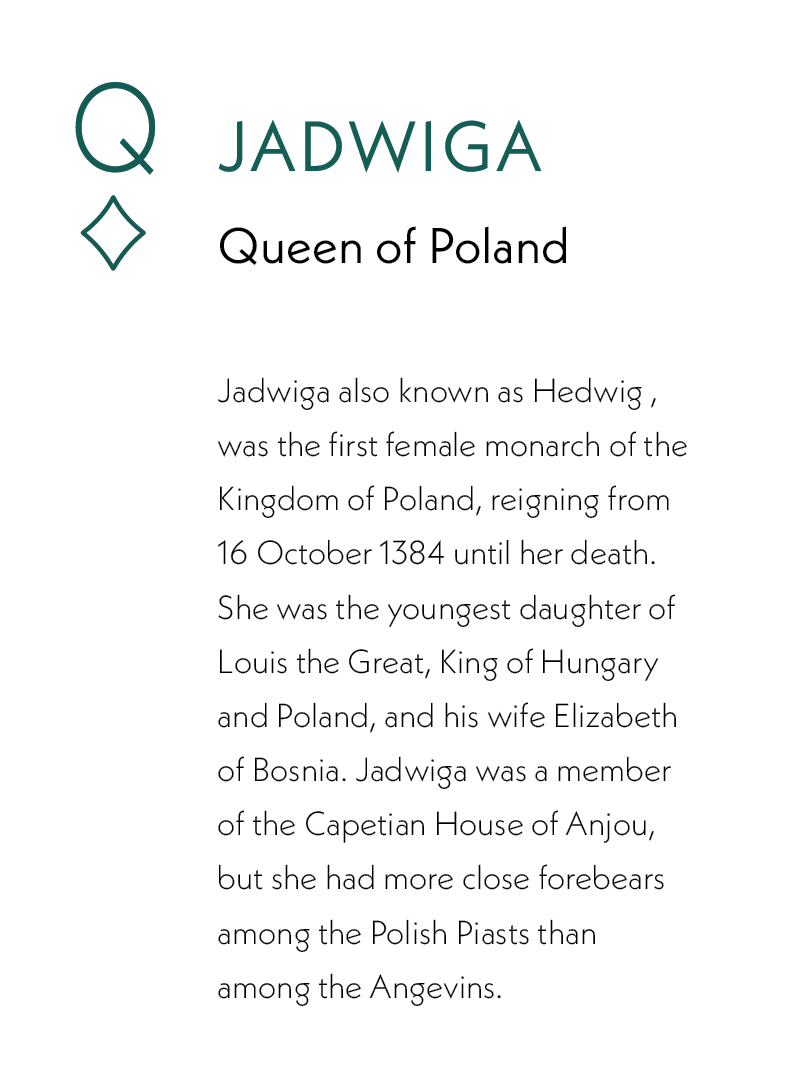 Q
JADWIGA
Queen of Poland
Jadwiga also known as Hedwig ,
was the first female monarch of the
Kingdom of Poland, reigning from
16 October 1384 until her death.
She was the youngest daughter of
Louis the Great, King of Hungary
and Poland, and his wife Elizabeth
of Bosnia. Jadwiga was a member
of the Capetian House of Anjou,
but she had more close forebears
among the Polish Piasts than
among the Angevins.